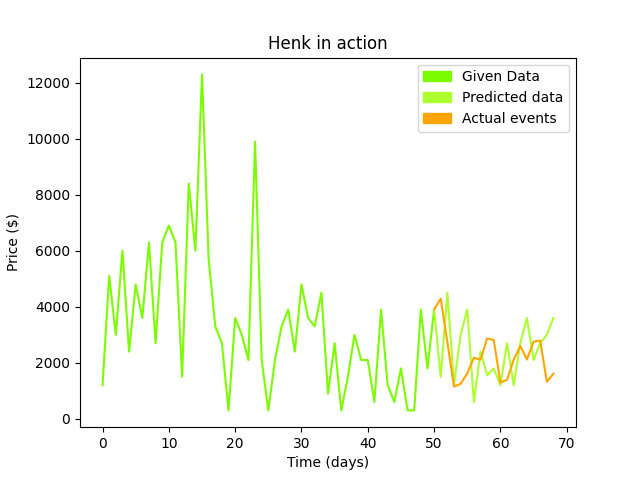 Henk in action
Given Data
Predicted data
Actual events
12000
10000
8000
6000
4000
2000
0
Price ($)
0 10 20 30 40 50 60 70
Time (days)